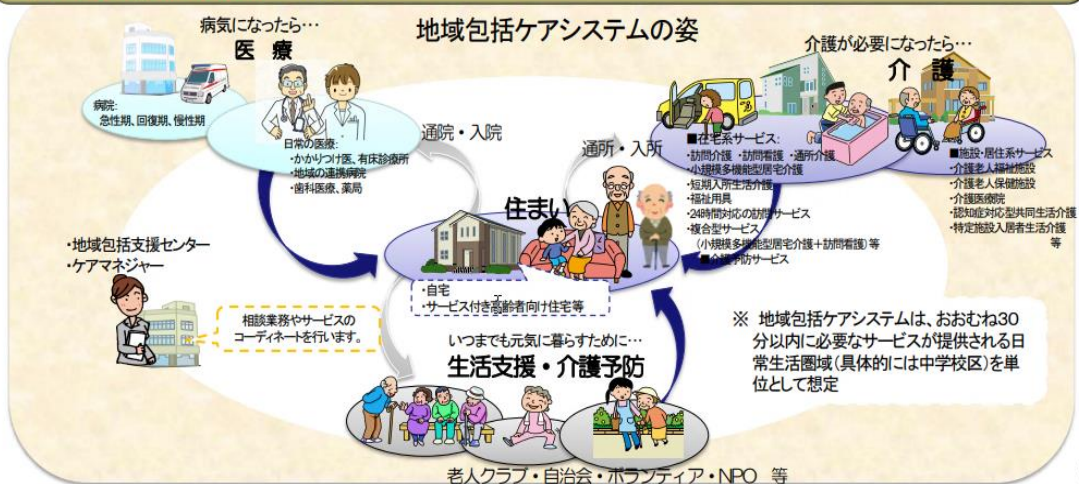 地域包括ケアシステムの姿
病気になったら…
医 療
病院:
急性期、回復期、慢性期
日常の医療:
・かかりつけ医、有床診療所
・地域の連携病院
・歯科医療、薬局
通院・入院
通所・入所
介護が必要になったら…
介 護
■在宅系サービス:
・訪問介護 ・訪問看護 ・通所介護
・小規模多機能型居宅介護
・短期入所生活介護
・福祉用具
・24時間対応の訪問サービス
・複合型サービス
(小規模多機能型居宅介護+訪問看護)等
■介護予防サービス
■施設・居住系サービス
・介護老人福祉施設
・介護老人保健施設
・介護医療院
・認知症対応型共同生活介護
・特定施設入居者生活介護
等
住まい
・自宅
・サービス付き高齢者向け住宅等
・地域包括支援センター
・ケアマネジャー
相談業務やサービスの
コーディネートを行います。
いつまでも元気に暮らすために…
生活支援・介護予防
老人クラブ・自治会・ボランティア・NPO 等
※ 地域包括ケアシステムは、おおむね30
分以内に必要なサービスが提供される日
常生活圏域(具体的には中学校区)を単
位として想定